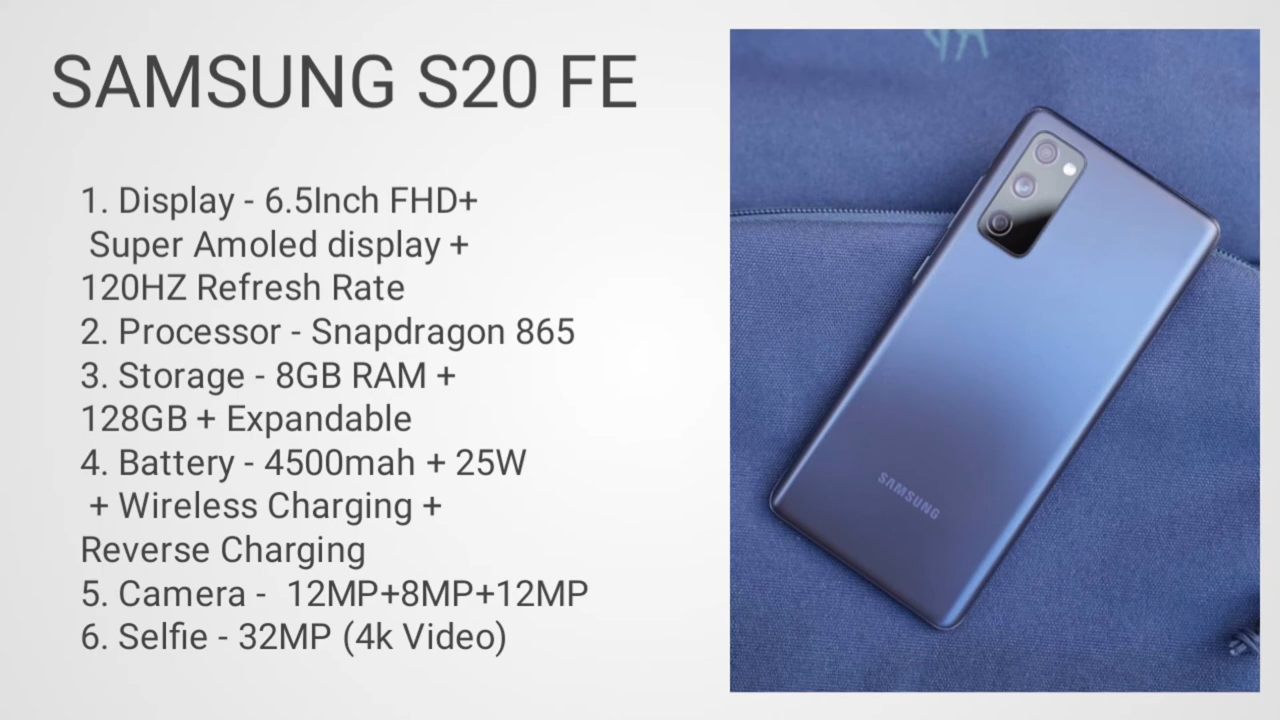 SAMSUNG S20 FE
1. Display - 6.5Inch FHD+
Super Amoled display +
120HZ Refresh Rate
2. Processor - Snapdragon 865
3. Storage - 8GB RAM +
128GB + Expandable
4. Battery - 4500mah + 25W
+ Wireless Charging +
Reverse Charging
5. Camera - 12MP+8MP+12MP
6. Selfie - 32MP (4k Video)
SAMSUNG